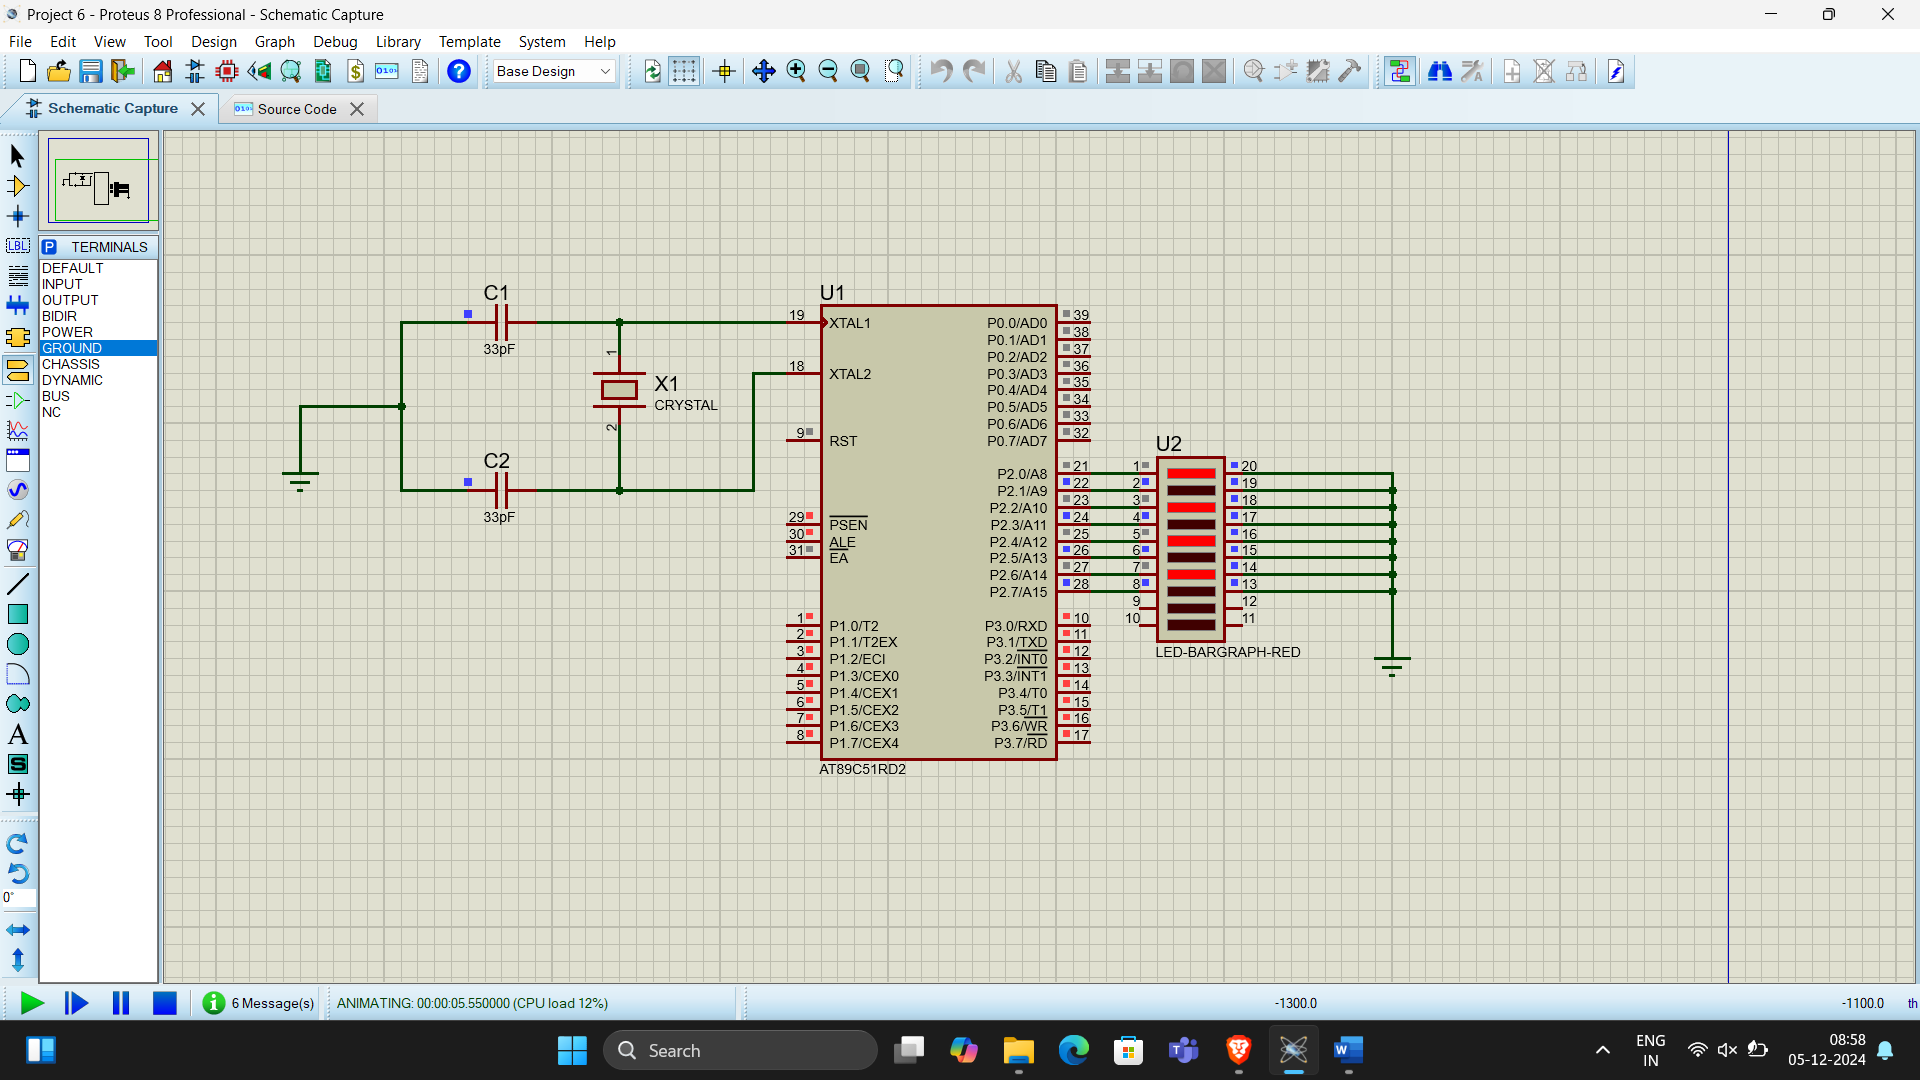 Project 6 - Proteus 8 Professional - Schematic Capture
File Edit View Tool Design Graph Debug Library Template System Help
Base Design
Schematic Capture
Source Code
LBL
P TERMINALS
DEFAULT
INPUT
OUTPUT
BIDIR
POWER
GROUND
CHASSIS
DYNAMIC
BUS
NC
A
S
0°
C1
33pF
C2
33pF
1
X1
CRYSTAL
2
U1
19 XTAL1
18 XTAL2
9 RST
29 PSEN
30 ALE
31 EA
1 P1.0/T2
2 P1.1/T2EX
3 P1.2/ECI
4 P1.3/CEX0
5 P1.4/CEX1
6 P1.5/CEX2
7 P1.6/CEX3
8 P1.7/CEX4
P0.0/AD0 39
P0.1/AD1 38
P0.2/AD2 37
P0.3/AD3 36
P0.4/AD4 35
P0.5/AD5 34
P0.6/AD6 33
P0.7/AD7 32
P2.0/A8 21
P2.1/A9 22
P2.2/A10 23
P2.3/A11 24
P2.4/A12 25
P2.5/A13 26
P2.6/A14 27
P2.7/A15 28
P3.0/RXD 10
P3.1/TXD 11
P3.2/INT0 12
P3.3/INT1 13
P3.4/T0 14
P3.5/T1 15
P3.6/WR 16
P3.7/RD 17
AT89C51RD2
U2
1 20
2 19
3 18
4 17
5 16
6 15
7 14
8 13
9 12
10 11
LED-BARGRAPH-RED
6 Message(s)
ANIMATING: 00:00:05.550000 (CPU load 12%)
-1300.0
-1100.0
th
Search
ENG
IN
08:58
05-12-2024